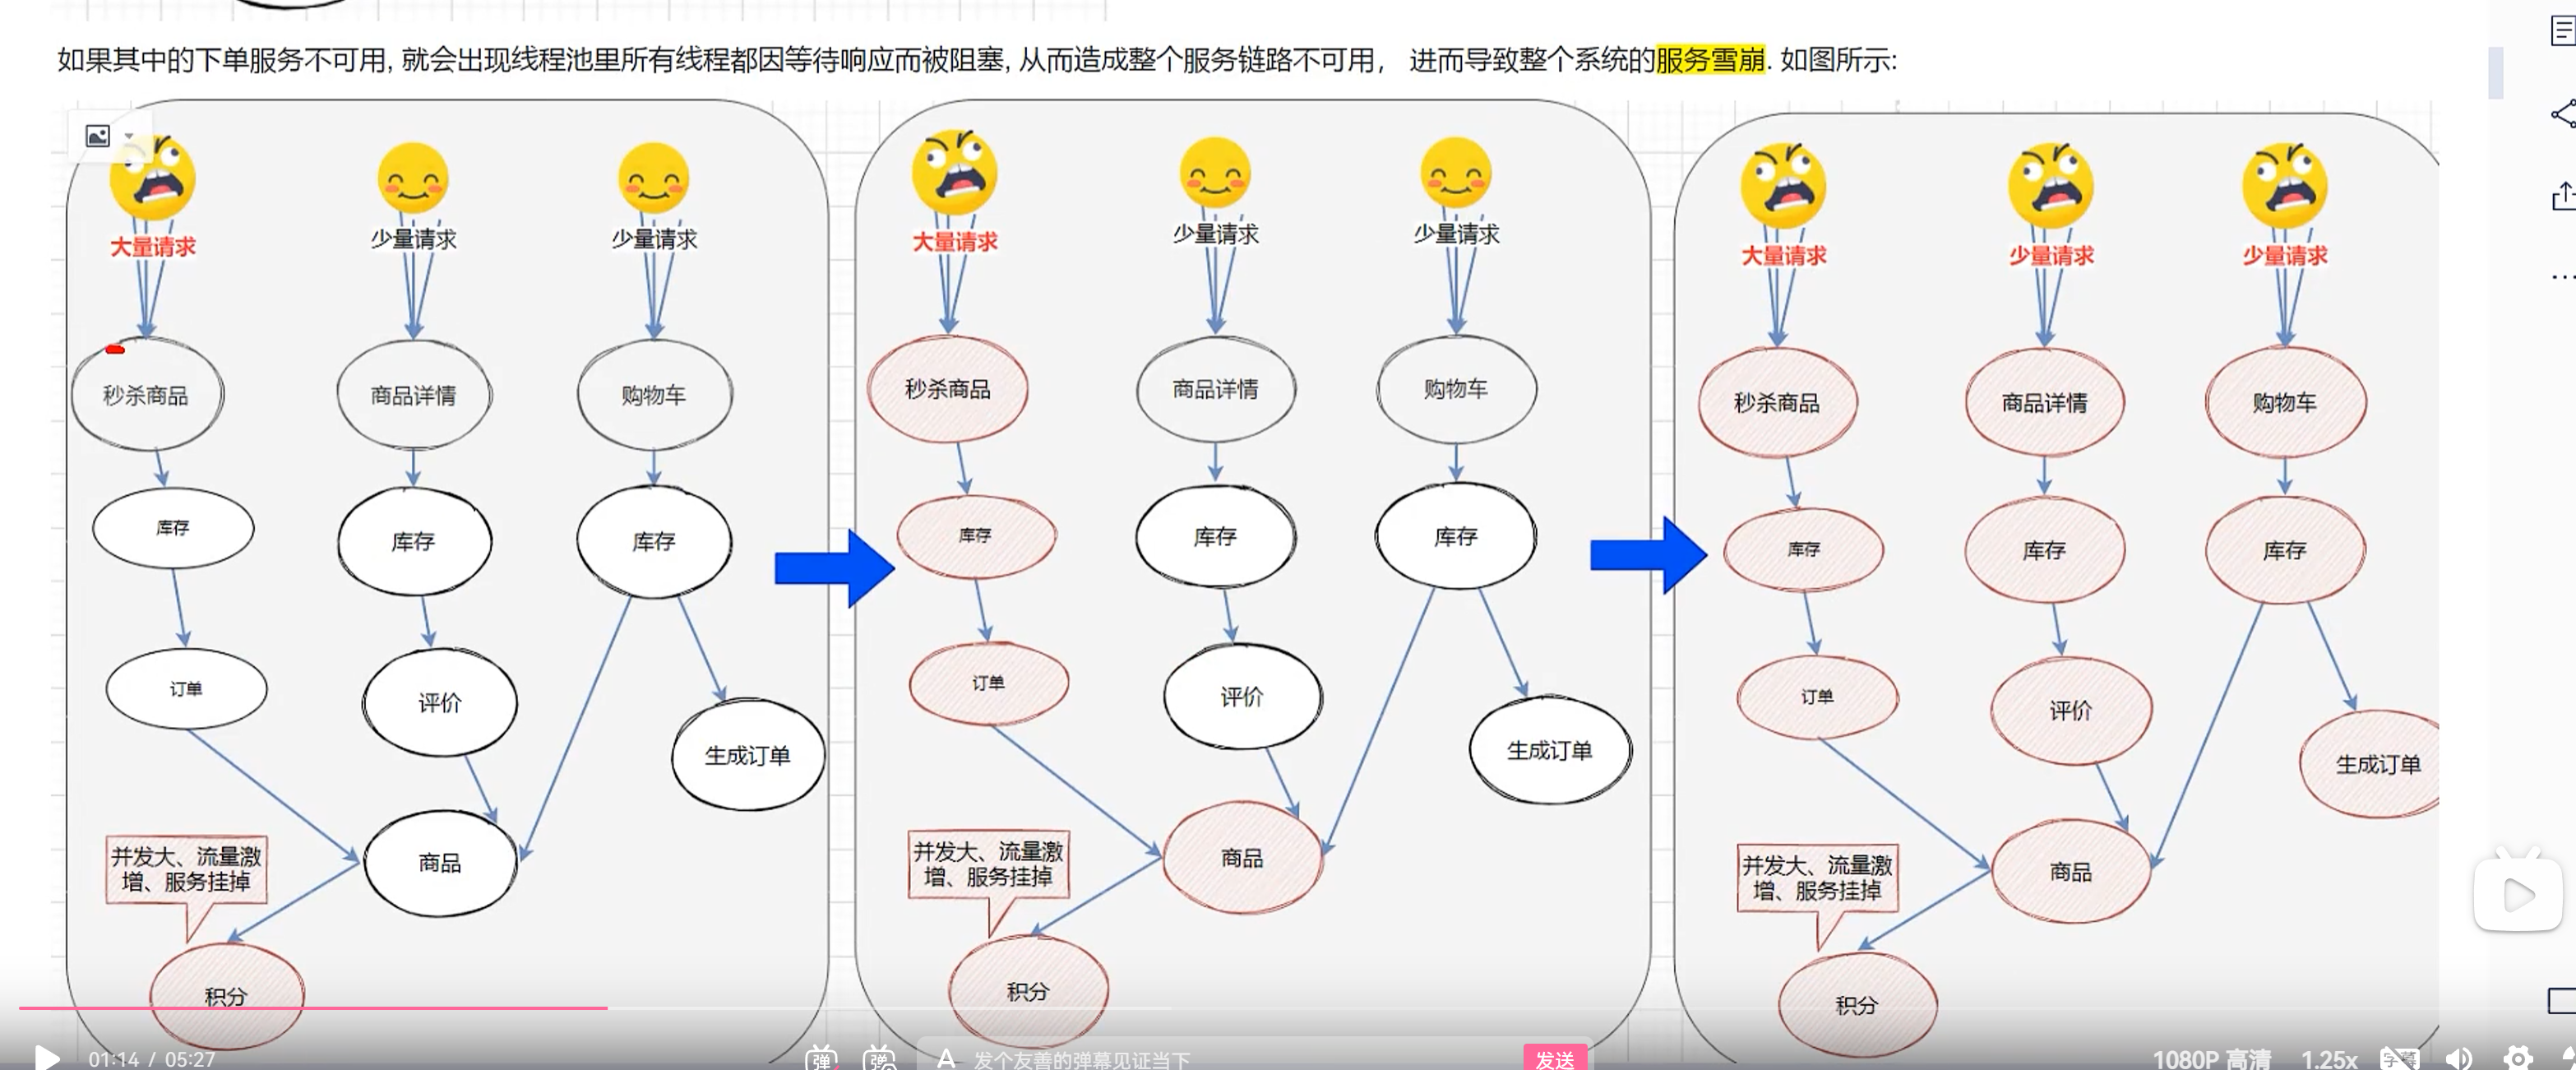 如果其中的下单服务不可用, 就会出现线程池里所有线程都因等待响应而被阻塞, 从而造成整个服务链路不可用， 进而导致整个系统的服务雪崩. 如图所示:
大量请求
少量请求
少量请求
秒杀商品
商品详情
购物车
库存
库存
库存
订单
评价
生成订单
并发大、流量激
增、服务挂掉
商品
积分
大量请求
少量请求
少量请求
秒杀商品
商品详情
购物车
库存
库存
库存
订单
评价
生成订单
并发大、流量激
增、服务挂掉
商品
积分
大量请求
少量请求
少量请求
秒杀商品
商品详情
购物车
库存
库存
库存
订单
评价
生成订单
并发大、流量激
增、服务挂掉
商品
积分
01:14 / 05:27
弹
弹
A 发个友善的弹幕见证当下
发送
1080P 高清
1.25x
字幕